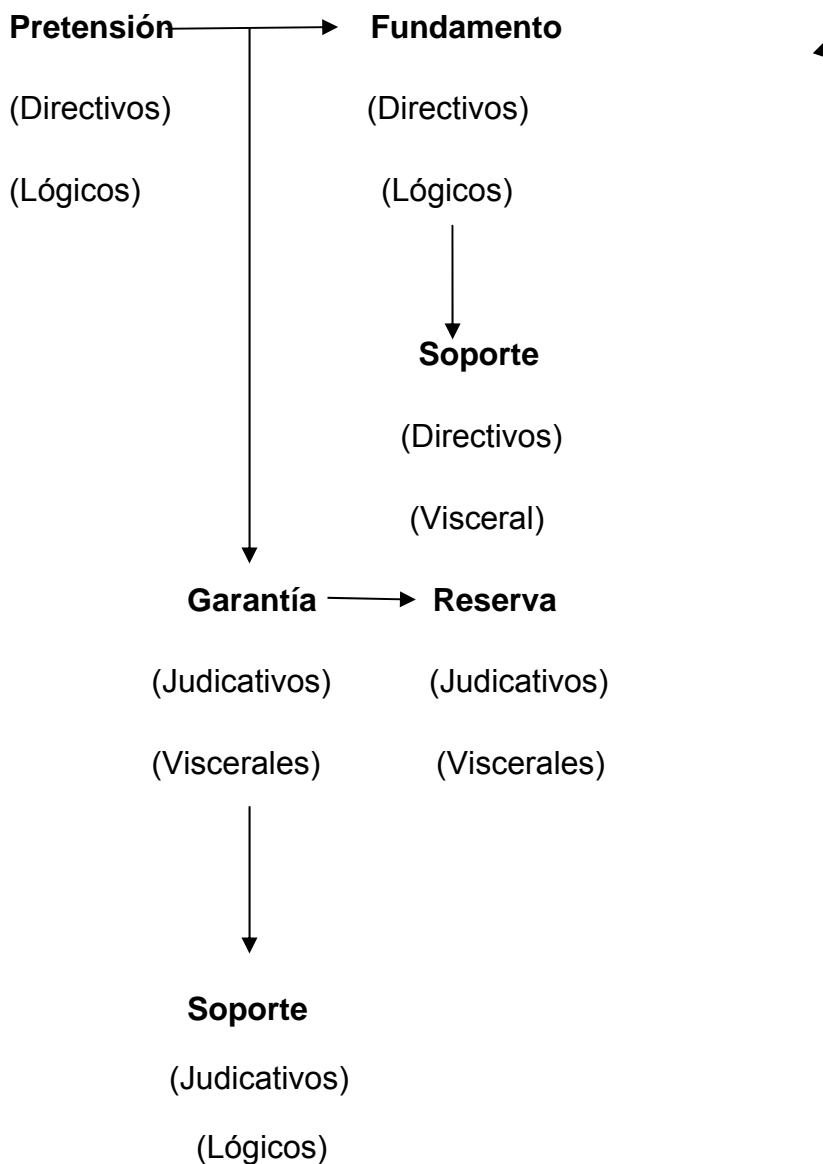 Pretensión Fundamento
(Directivos) (Directivos)
(Lógicos) (Lógicos)
Soporte
(Directivos)
(Visceral)
Garantía Reserva
(Judicativos) (Judicativos)
(Viscerales) (Viscerales)
Soporte
(Judicativos)
(Lógicos)